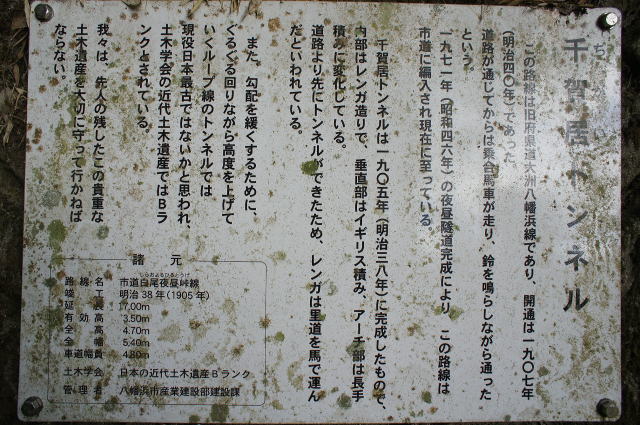 千賀居トンネル
この路線は旧府県道大洲八幡浜線であり、開通は一九〇七年
(明治四〇年)であった。
道路が通じてからは乗合馬車が走り、鈴を鳴らしながら通った
という。
一九七一年(昭和四六年)の夜昼隧道完成により、この路線は
市道に編入され現在に至っている。
千賀居トンネルは一九〇五年(明治三八年)に完成したもので、
内部はレンガ造りで、垂直部はイギリス積み、アーチ部は長手
積みに変化している。
道路より先にトンネルができたため、レンガは里道を馬で運ん
だといわれている。
また、勾配を緩くするために、
ぐるぐる回りながら高度を上げて
いくループ線のトンネルでは
現役日本最古ではないかと思われ、
土木学会の近代土木遺産ではBラ
ンクとされている。
我々は、先人の残したこの貴重な
土木遺産を大切に守って行かねば
ならない。
諸元
しらおよるひるとうげ
路線名 市道白尾夜昼峠線
竣工 明治38年(1905年)
延長 17.00m
有効高 3.50m
全高 4.70m
全幅 5.40m
車道幅員 4.80m
土木学会 日本の近代土木遺産Bランク
管理者 八幡浜市産業建設部建設課